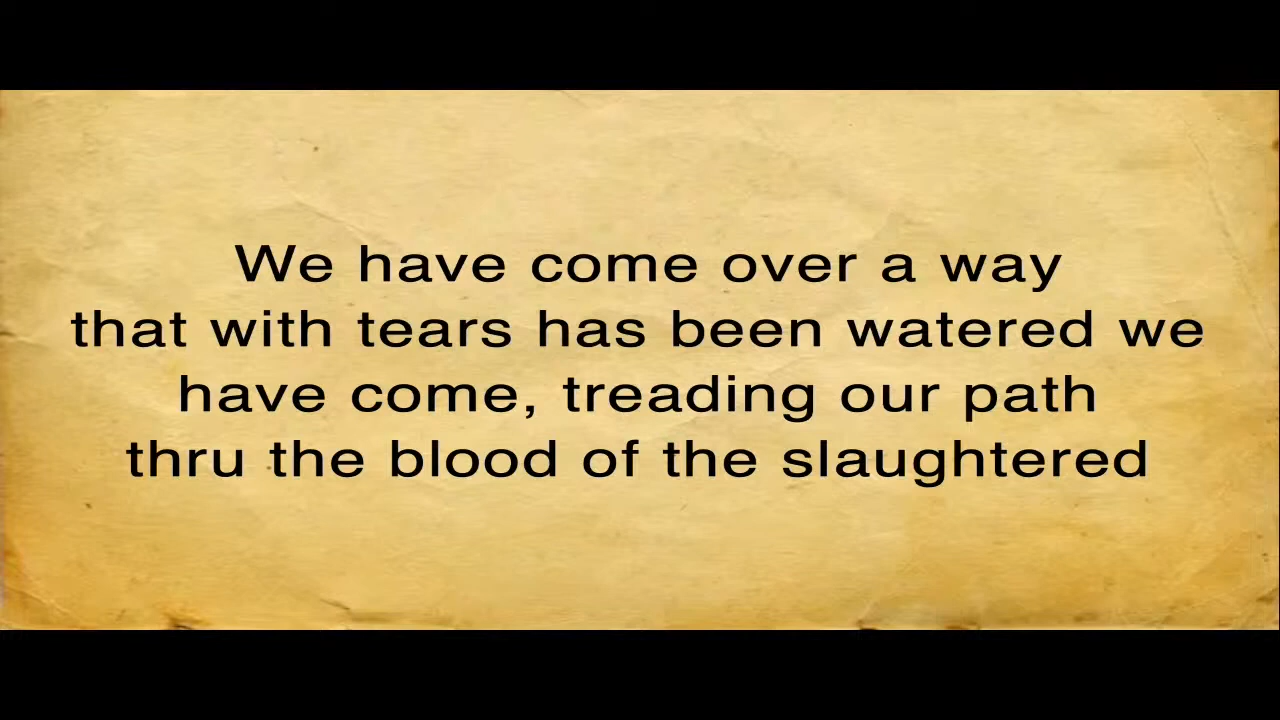 We have come over a way
that with tears has been watered we
have come, treading our path
thru the blood of the slaughtered